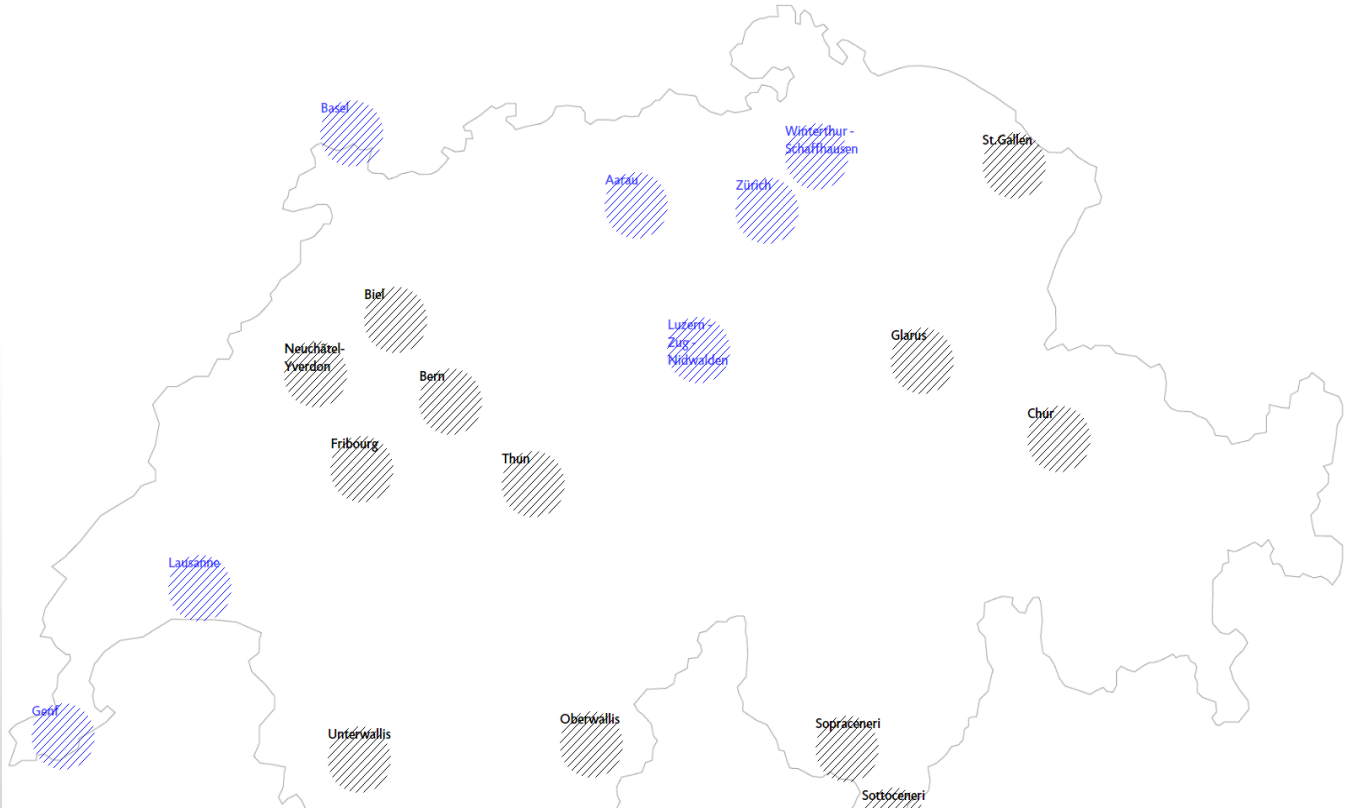 Basel
Winterthur -
Schaffhausen
St.Gallen
Aarau
Zürich
Biel
Luzern -
Zug -
Nidwalden
Glarus
Neuchâtel-
Yverdon
Bern
Chur
Fribourg
Thun
Lausanne
Genf
Oberwallis
Sopraceneri
Unterwallis
Sottoceneri